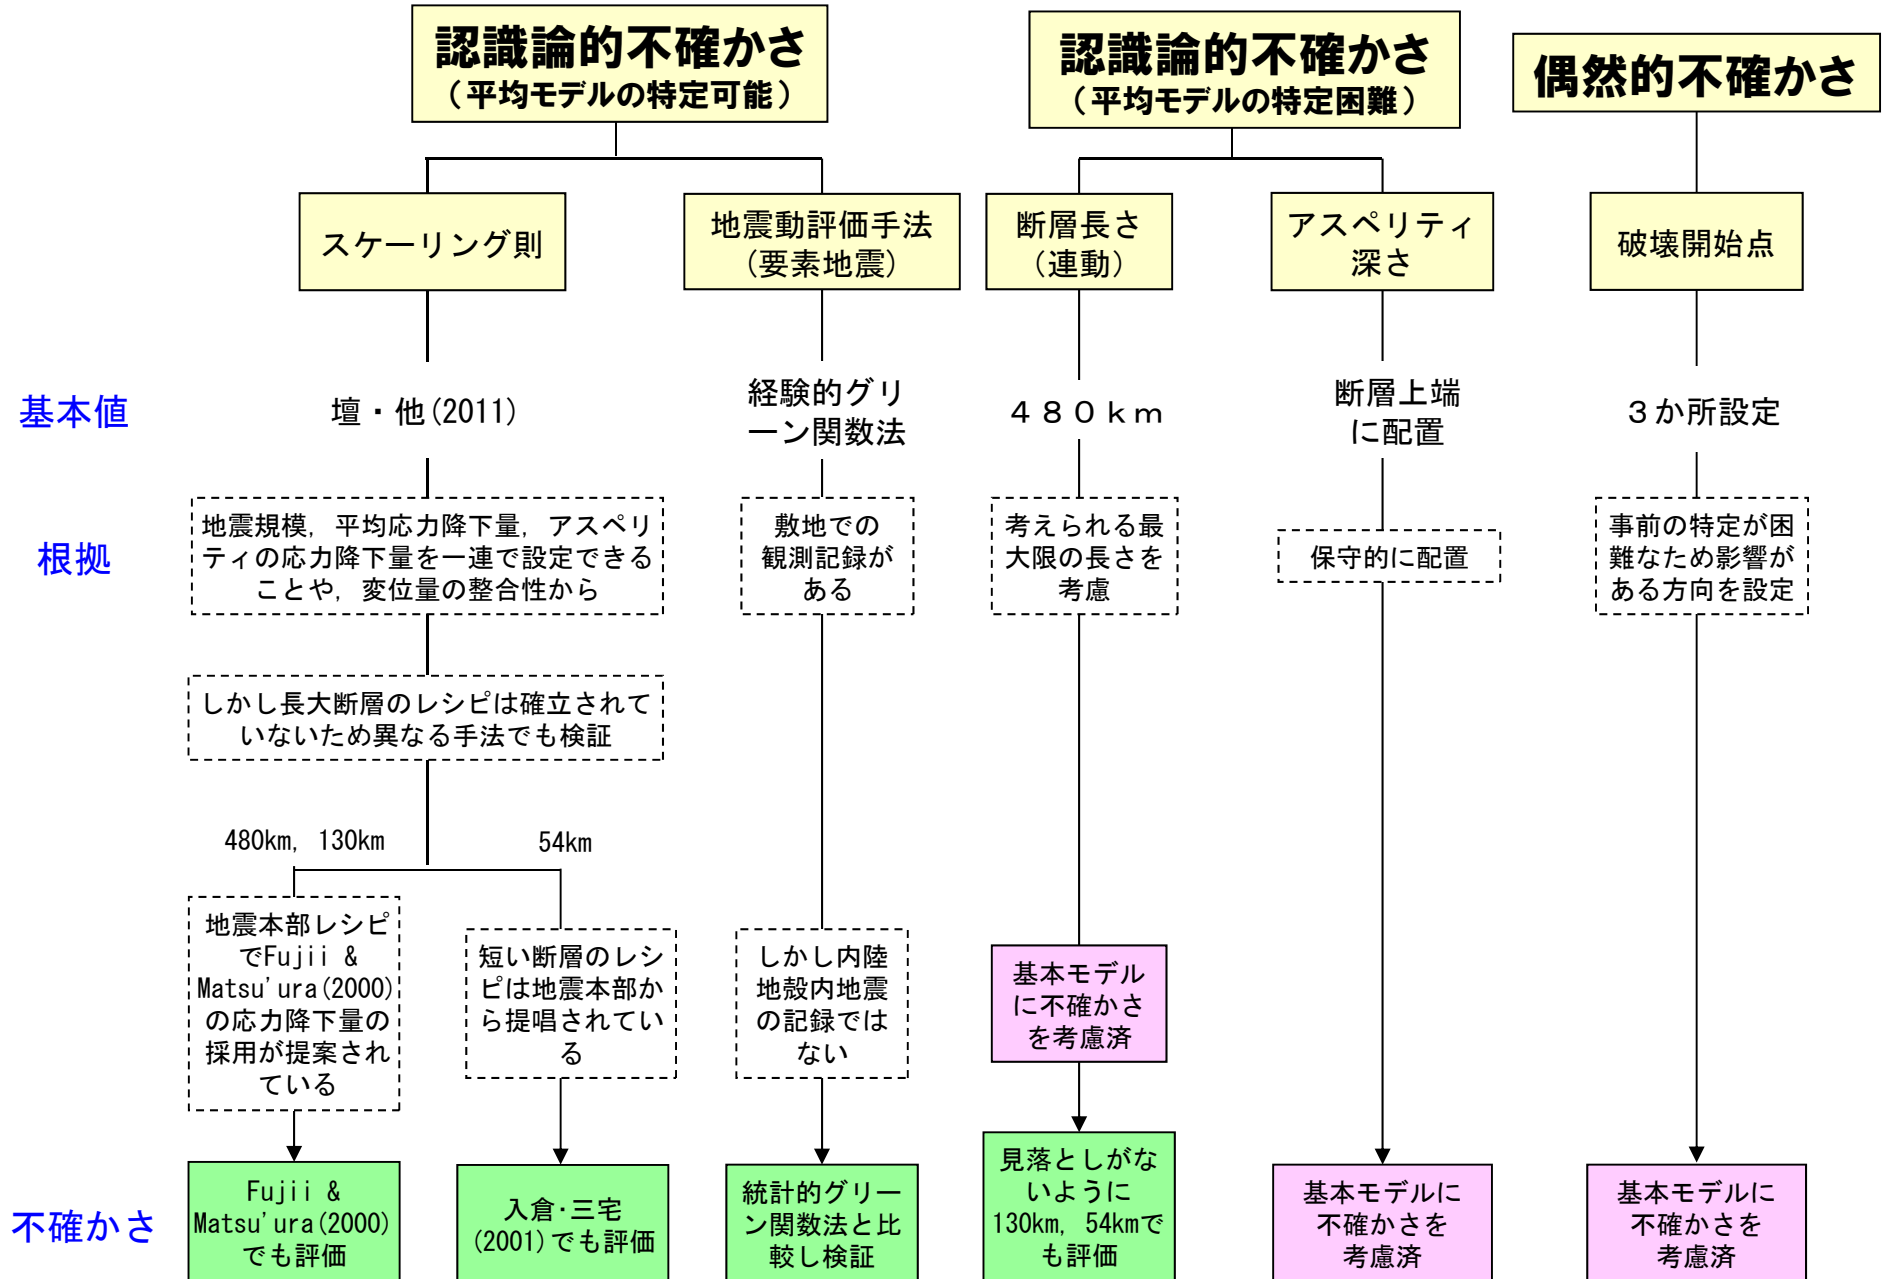 認識論的不確かさ
（平均モデルの特定可能）
認識論的不確かさ
（平均モデルの特定困難）
偶然的不確かさ
スケーリング則
地震動評価手法
（要素地震）
断層長さ
（連動）
アスペリティ
深さ
破壊開始点
基本値
壇・他(2011)
経験的グリ
ーン関数法
４８０ｋｍ
断層上端
に配置
３か所設定
根拠
地震規模，平均応力降下量，アスペリ
ティの応力降下量を一連で設定できる
ことや，変位量の整合性から
敷地での
観測記録が
ある
考えられる最
大限の長さを
考慮
保守的に配置
事前の特定が困
難なため影響が
ある方向を設定
しかし長大断層のレシピは確立されて
いないため異なる手法でも検証
480km, 130km
54km
地震本部レシピ
でFujii &
Matsu'ura(2000)
の応力降下量の
採用が提案され
ている
短い断層のレシ
ピは地震本部か
ら提唱されてい
る
しかし内陸
地殻内地震
の記録では
ない
基本モデル
に不確かさ
を考慮済
不確かさ
Fujii &
Matsu'ura(2000)
でも評価
入倉・三宅
(2001)でも評価
統計的グリー
ン関数法と比
較し検証
見落としがな
いように
130km, 54kmで
も評価
基本モデルに
不確かさを
考慮済
基本モデルに
不確かさを
考慮済